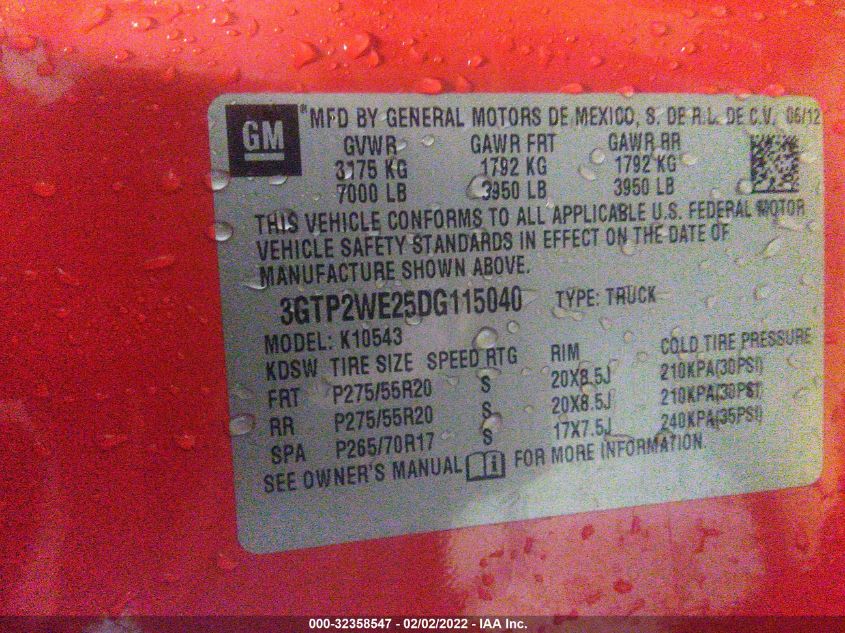 GM ® MFD BY GENERAL MOTORS DE MEXICO, S. DE R.L. DE C.V. 06/12
GVWR GAWR FRT GAWR RR
3175 KG 1792 KG 1792 KG
7000 LB 3950 LB 3950 LB
THIS VEHICLE CONFORMS TO ALL APPLICABLE U.S. FEDERAL MOTOR
VEHICLE SAFETY STANDARDS IN EFFECT ON THE DATE OF
MANUFACTURE SHOWN ABOVE.
3GTP2WE25DG115040 TYPE: TRUCK
MODEL: K10543
KDSW TIRE SIZE SPEED RTG RIM COLD TIRE PRESSURE
FRT P275/55R20 S 20X8.5J 210KPA(30PSI)
RR P275/55R20 S 20X8.5J 210KPA(30PSI)
SPA P265/70R17 S 17X7.5J 240KPA(35PSI)
SEE OWNER'S MANUAL FOR MORE INFORMATION.
000-32358547 - 02/02/2022 - IAA Inc.